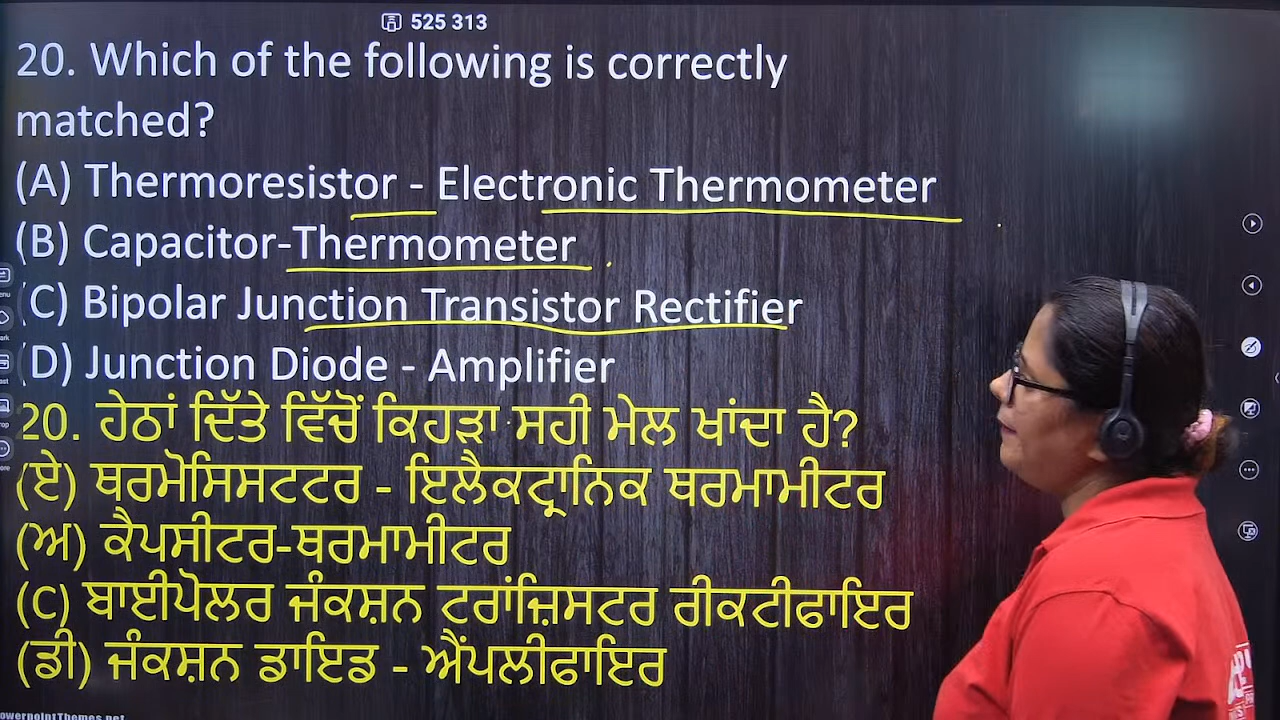 525 313
20. Which of the following is correctly
matched?
(A) Thermoresistor - Electronic Thermometer
(B) Capacitor-Thermometer
(C) Bipolar Junction Transistor Rectifier
(D) Junction Diode - Amplifier
20. ਹੇਠਾਂ ਦਿੱਤੇ ਵਿੱਚੋਂ ਕਿਹੜਾ ਸਹੀ ਮੇਲ ਖਾਂਦਾ ਹੈ?
(ਏ) ਥਰਮੋਸਿਸਟਟਰ - ਇਲੈਕਟ੍ਰਾਨਿਕ ਥਰਮਾਮੀਟਰ
(ਅ) ਕੈਪਸੀਟਰ-ਥਰਮਾਮੀਟਰ
(C) ਬਾਈਪੋਲਰ ਜੰਕਸ਼ਨ ਟਰਾਂਜ਼ਿਸਟਰ ਰੀਕਟੀਫਾਇਰ
(ਡੀ) ਜੰਕਸ਼ਨ ਡਾਇਡ - ਐਂਪਲੀਫਾਇਰ
owerpointThemes.net